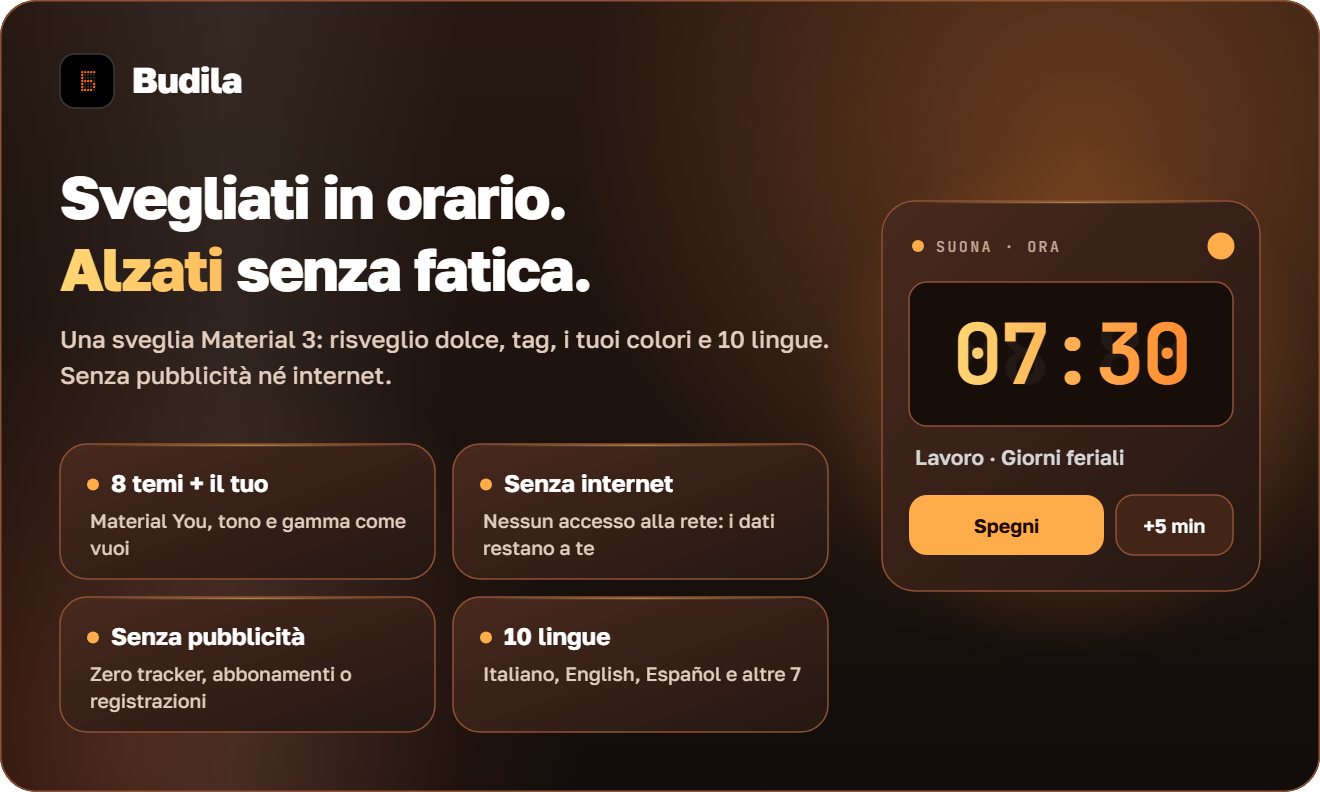 Budila
Svegliati in orario.
Alzati senza fatica.
Una sveglia Material 3: risveglio dolce, tag, i tuoi colori e 10 lingue.
Senza pubblicità né internet.
8 temi + il tuo
Material You, tono e gamma come
vuoi
Senza internet
Nessun accesso alla rete: i dati
restano a te
Senza pubblicità
Zero tracker, abbonamenti o
registrazioni
10 lingue
Italiano, English, Español e altre 7
SUONA · ORA
07:30
Lavoro · Giorni feriali
Spegni
+5 min